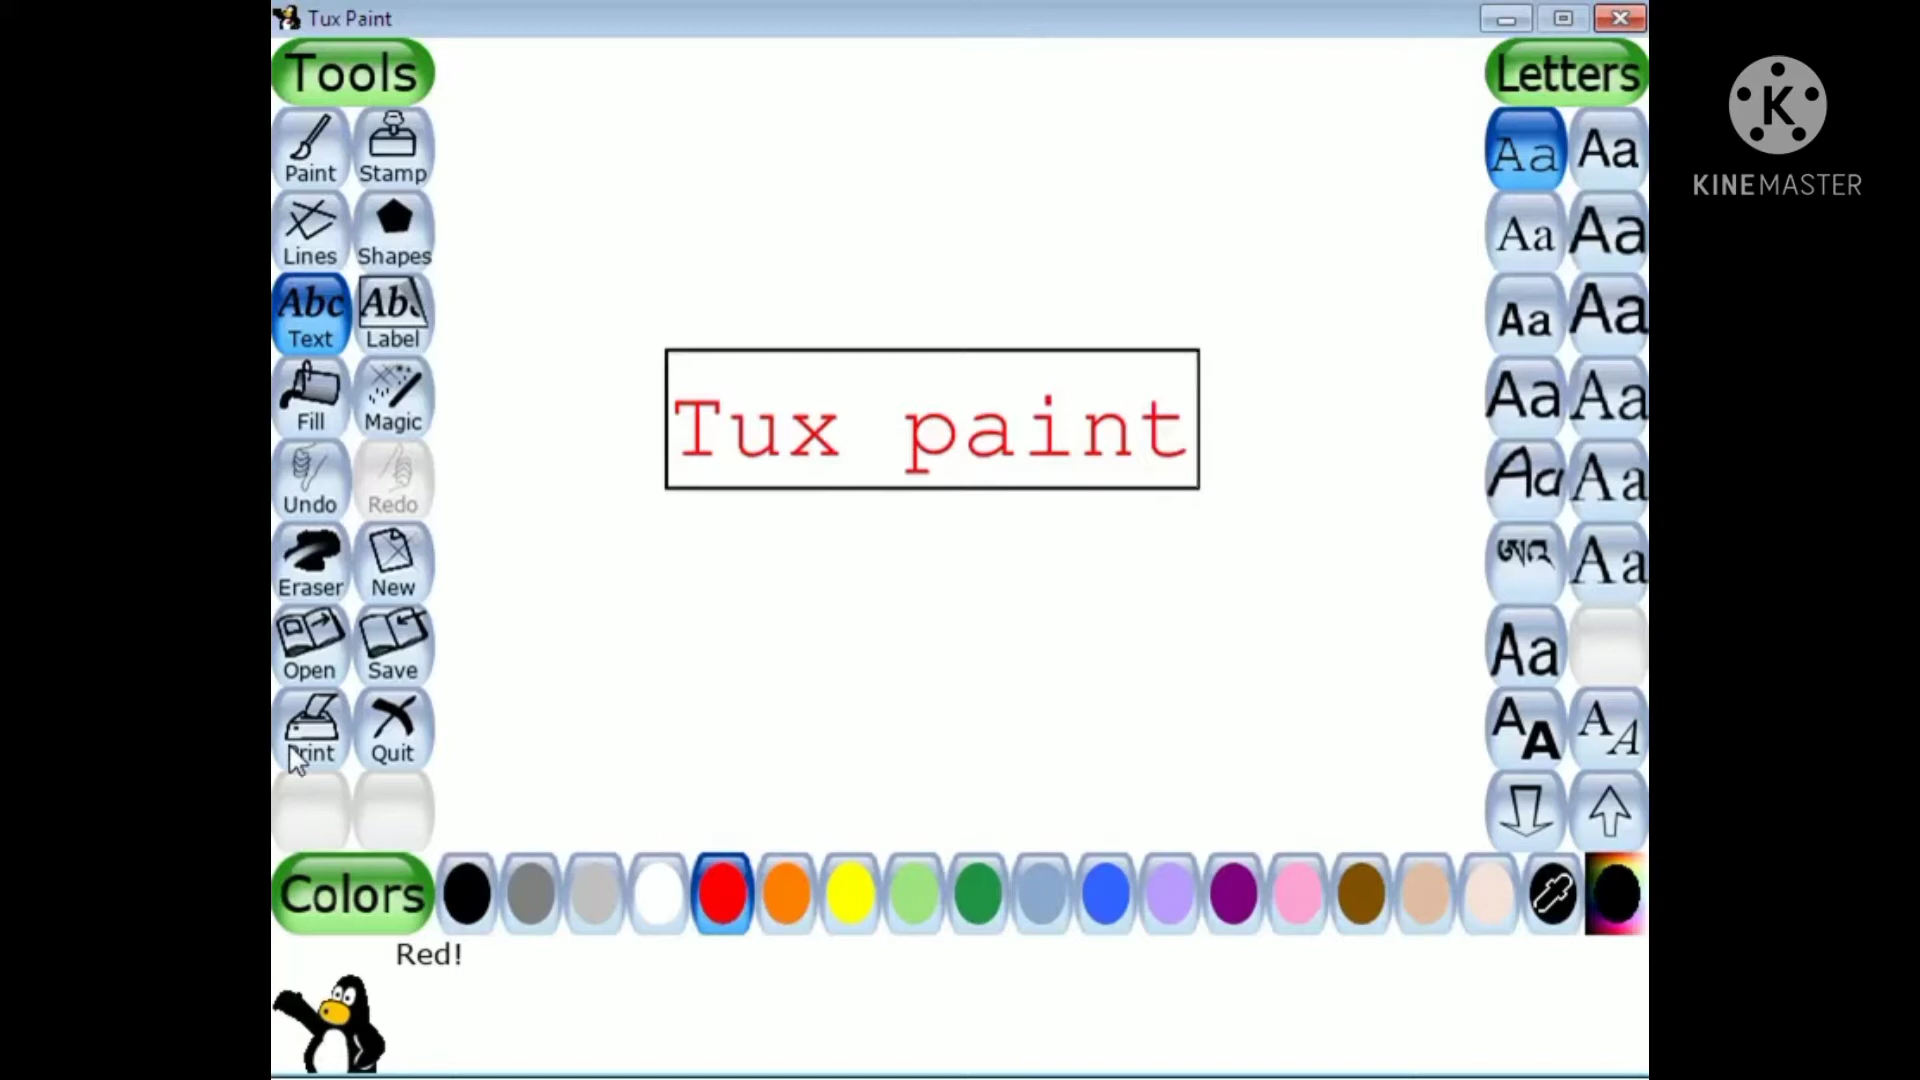 Tux Paint
Tools
Letters
Paint
Stamp
Lines
Shapes
Abc
Text
Abc
Label
Fill
Magic
Undo
Redo
Eraser
New
Open
Save
Print
Quit
Tux paint
Aa Aa
Aa Aa
Aa Aa
Aa Aa
Aa Aa
Aa
Aa
AA AA
Colors
Red!
K
KINEMASTER